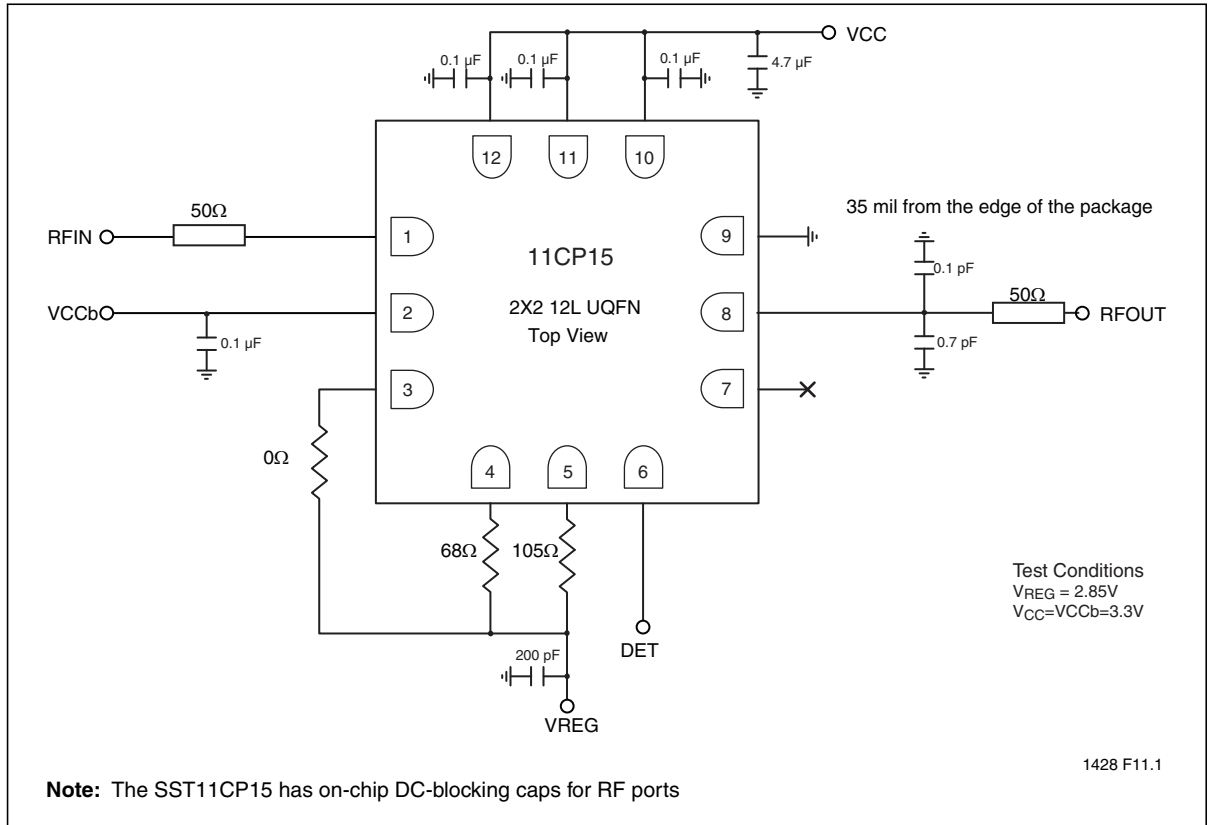 VCC
0.1 µF
0.1 µF
0.1 µF
4.7 µF
12
11
10
50Ω
RFIN
1
11CP15
2X2 12L UQFN
Top View
9
35 mil from the edge of the package
0.1 pF
50Ω
VCCb
2
8
RFOUT
0.1 µF
0.7 pF
3
7
0Ω
4
5
6
68Ω
105Ω
Test Conditions
VREG = 2.85V
VCC=VCCb=3.3V
DET
200 pF
VREG
1428 F11.1
Note: The SST11CP15 has on-chip DC-blocking caps for RF ports